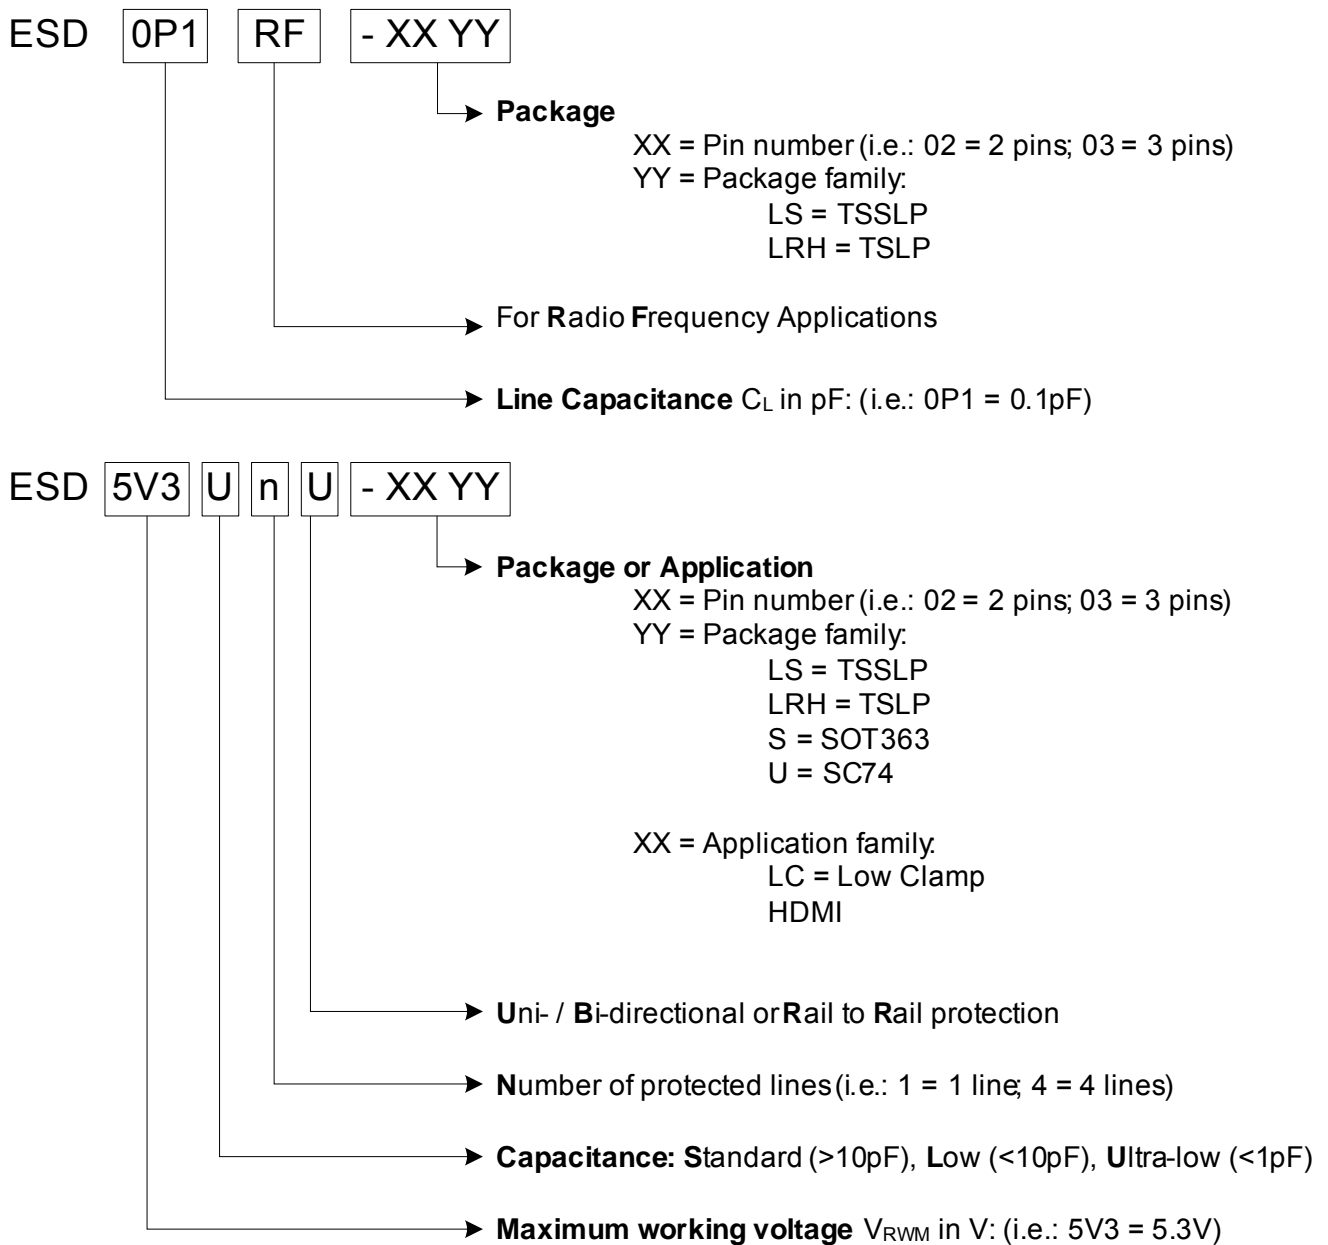 ESD 0P1 RF - XX YY
Package
XX = Pin number (i.e.: 02 = 2 pins; 03 = 3 pins)
YY = Package family:
LS = TSSLP
LRH = TSLP
For Radio Frequency Applications
Line Capacitance CL in pF: (i.e.: 0P1 = 0.1pF)
ESD 5V3 U n U - XX YY
Package or Application
XX = Pin number (i.e.: 02 = 2 pins; 03 = 3 pins)
YY = Package family:
LS = TSSLP
LRH = TSLP
S = SOT363
U = SC74
XX = Application family:
LC = Low Clamp
HDMI
Uni- / Bi-directional or Rail to Rail protection
Number of protected lines (i.e.: 1 = 1 line; 4 = 4 lines)
Capacitance: Standard (>10pF), Low (<10pF), Ultra-low (<1pF)
Maximum working voltage VRWM in V: (i.e.: 5V3 = 5.3V)